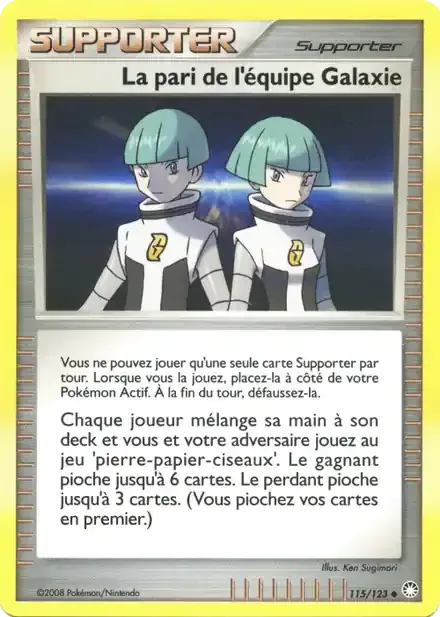 SUPPORTER
Supporter
La pari de l'équipe Galaxie
G
G
Vous ne pouvez jouer qu'une seule carte Supporter par
tour. Lorsque vous la jouez, placez-la à côté de votre
Pokémon Actif. À la fin du tour, défaussez-la.
Chaque joueur mélange sa main à son
deck et vous et votre adversaire jouez au
jeu 'pierre-papier-ciseaux'. Le gagnant
pioche jusqu'à 6 cartes. Le perdant pioche
jusqu'à 3 cartes. (Vous piochez vos cartes
en premier.)
Illus. Ken Sugimori
©2008 Pokémon/Nintendo
115/123